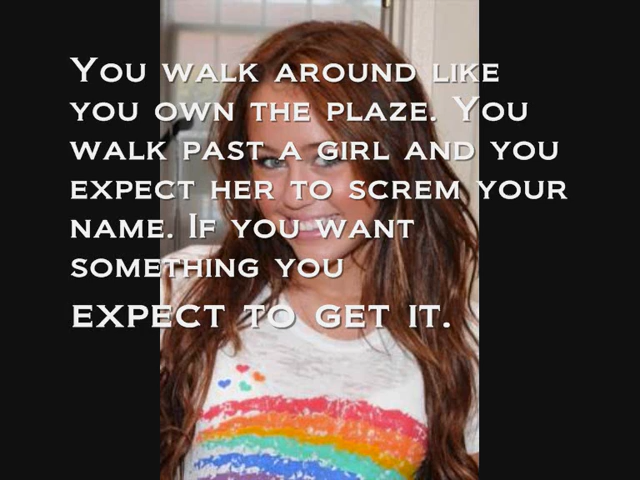 You walk around like
you own the plaze. You
walk past a girl and you
expect her to screm your
name. If you want
something you
expect to get it.